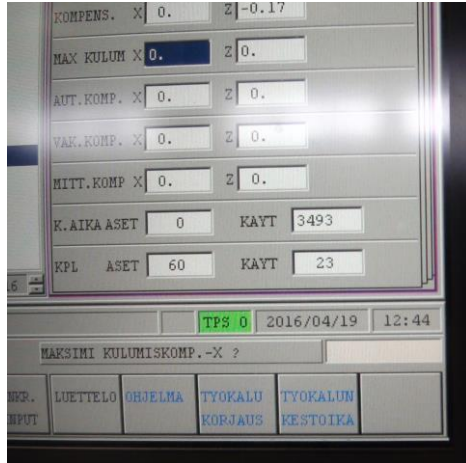 KOMPENS. X 0. Z -0.17
MAX KULUM X 0. Z 0.
AUT.KOMP. X 0. Z 0.
VAK.KOMP. X 0. Z 0.
MITT.KOMP X 0. Z 0.
K.AIKA ASET 0 KAYT 3493
KPL ASET 60 KAYT 23
TPS 0 2016/04/19 12:44
MAKSIMI KULUMISKOMP.-X ?
LUETTELO OHJELMA TYOKALU TYOKALUN
KORJAUS KESTOIKA